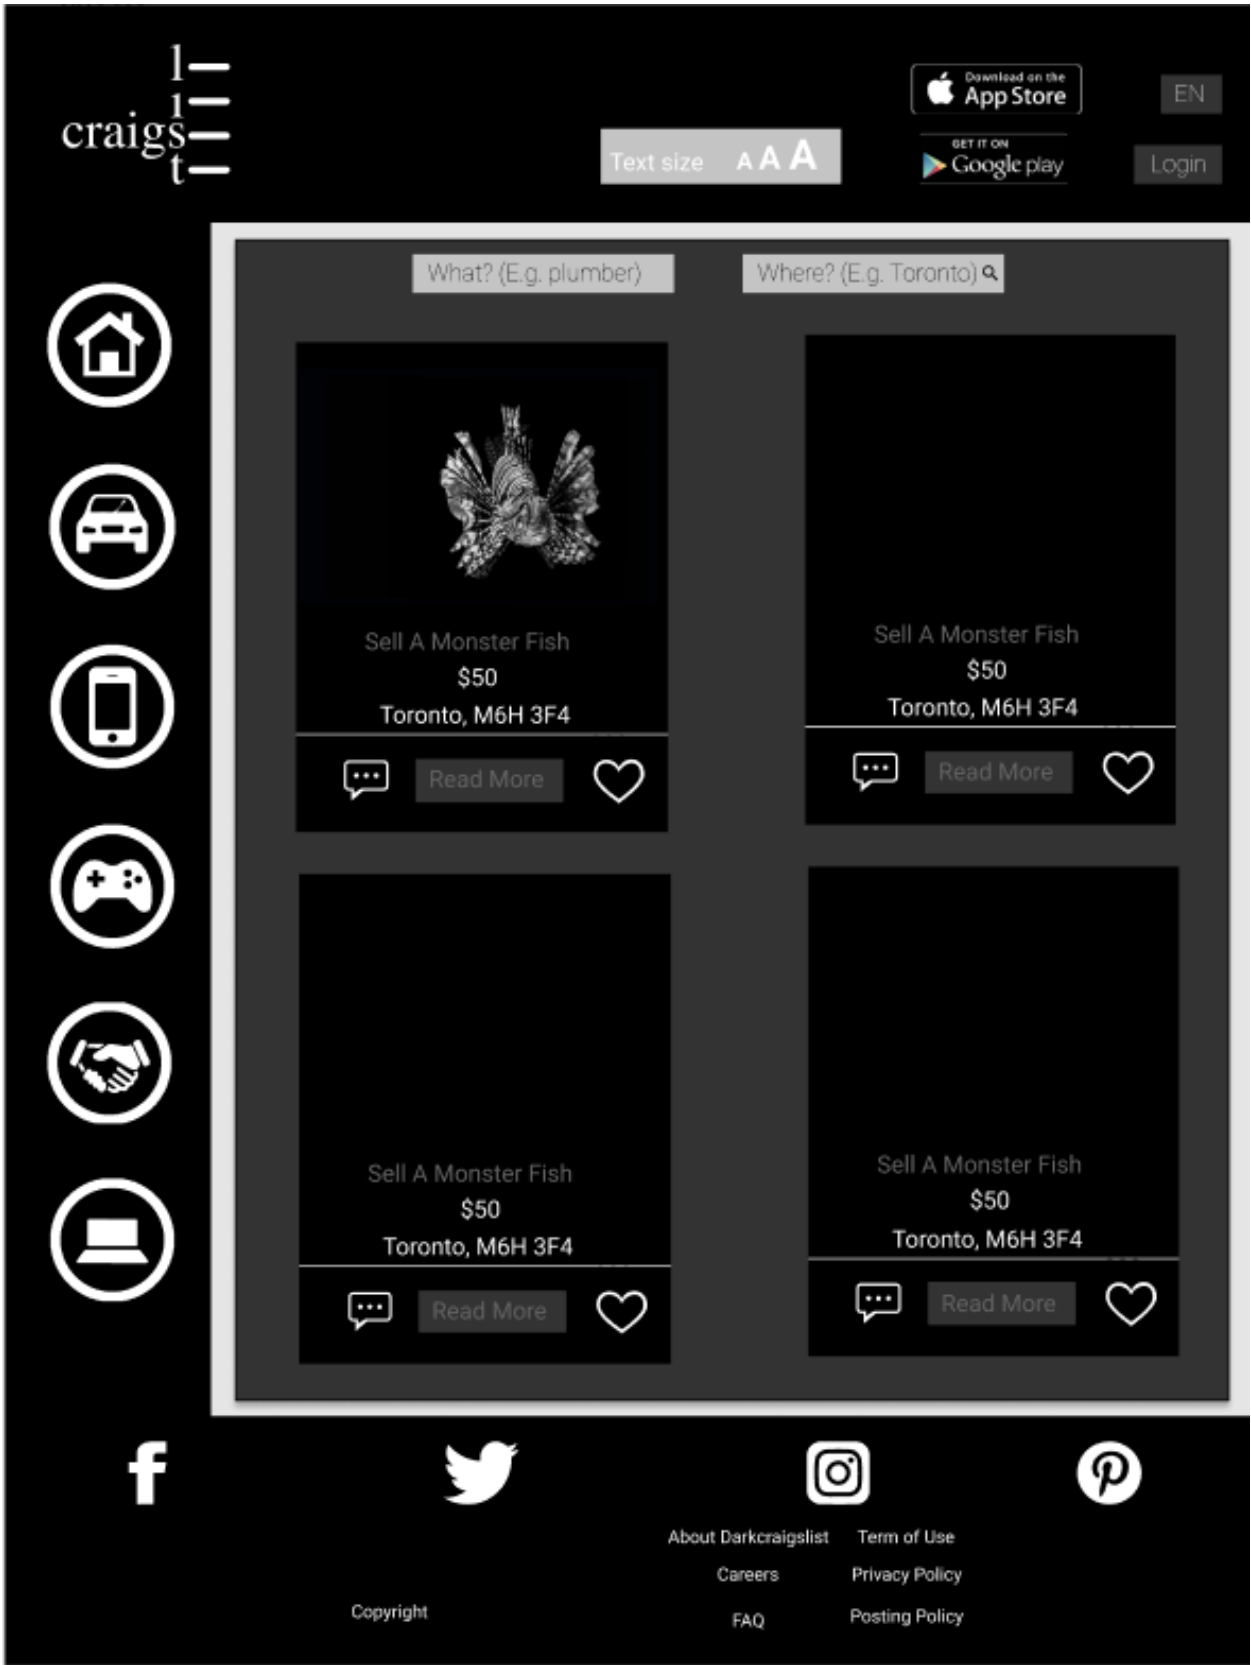 craigslist
Download on the
App Store
EN
Text size A A A
GET IT ON
Google play
Login
What? (E.g. plumber)
Where? (E.g. Toronto)
Sell A Monster Fish
$50
Toronto, M6H 3F4
Read More
Sell A Monster Fish
$50
Toronto, M6H 3F4
Read More
Sell A Monster Fish
$50
Toronto, M6H 3F4
Read More
Sell A Monster Fish
$50
Toronto, M6H 3F4
Read More
About Darkcraigslist
Term of Use
Careers
Privacy Policy
Copyright
FAQ
Posting Policy